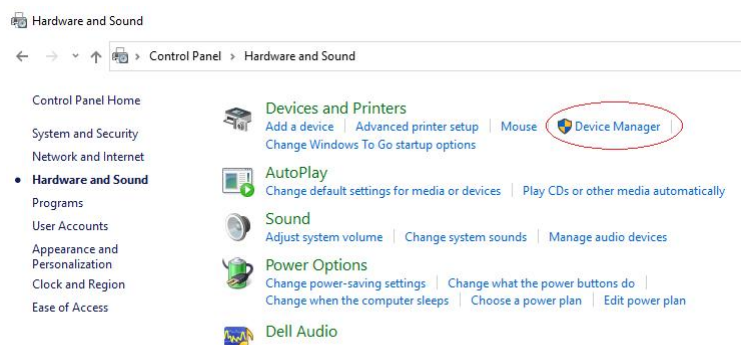 Hardware and Sound
Control Panel > Hardware and Sound
Control Panel Home
System and Security
Network and Internet
Hardware and Sound
Programs
User Accounts
Appearance and
Personalization
Clock and Region
Ease of Access
Devices and Printers
Add a device | Advanced printer setup | Mouse | Device Manager |
Change Windows To Go startup options
AutoPlay
Change default settings for media or devices | Play CDs or other media automatically
Sound
Adjust system volume | Change system sounds | Manage audio devices
Power Options
Change power-saving settings | Change what the power buttons do |
Change when the computer sleeps | Choose a power plan | Edit power plan
Dell Audio